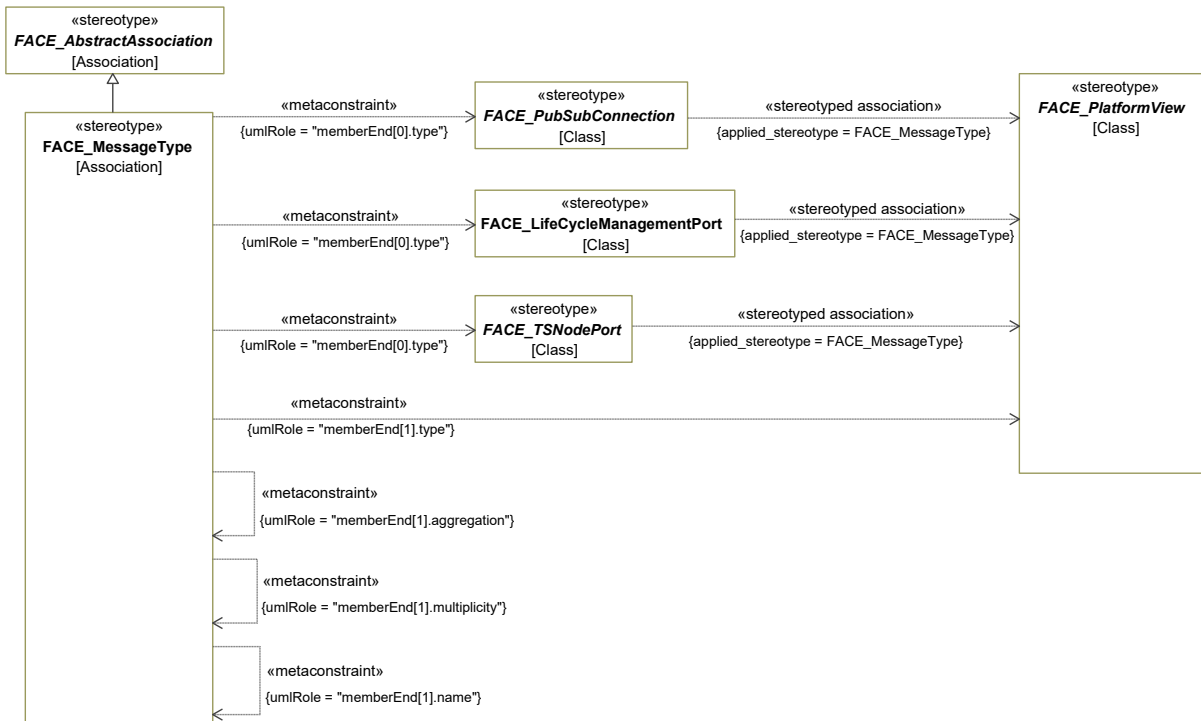 «stereotype»
FACE_AbstractAssociation
[Association]
«stereotype»
FACE_MessageType
[Association]
«metaconstraint»
{umlRole = "memberEnd[0].type"}
«stereotype»
FACE_PubSubConnection
[Class]
«stereotyped association»
{applied_stereotype = FACE_MessageType}
«stereotype»
FACE_PlatformView
[Class]
«metaconstraint»
{umlRole = "memberEnd[0].type"}
«stereotype»
FACE_LifeCycleManagementPort
[Class]
«stereotyped association»
{applied_stereotype = FACE_MessageType}
«metaconstraint»
{umlRole = "memberEnd[0].type"}
«stereotype»
FACE_TSNodePort
[Class]
«stereotyped association»
{applied_stereotype = FACE_MessageType}
«metaconstraint»
{umlRole = "memberEnd[1].type"}
«metaconstraint»
{umlRole = "memberEnd[1].aggregation"}
«metaconstraint»
{umlRole = "memberEnd[1].multiplicity"}
«metaconstraint»
{umlRole = "memberEnd[1].name"}